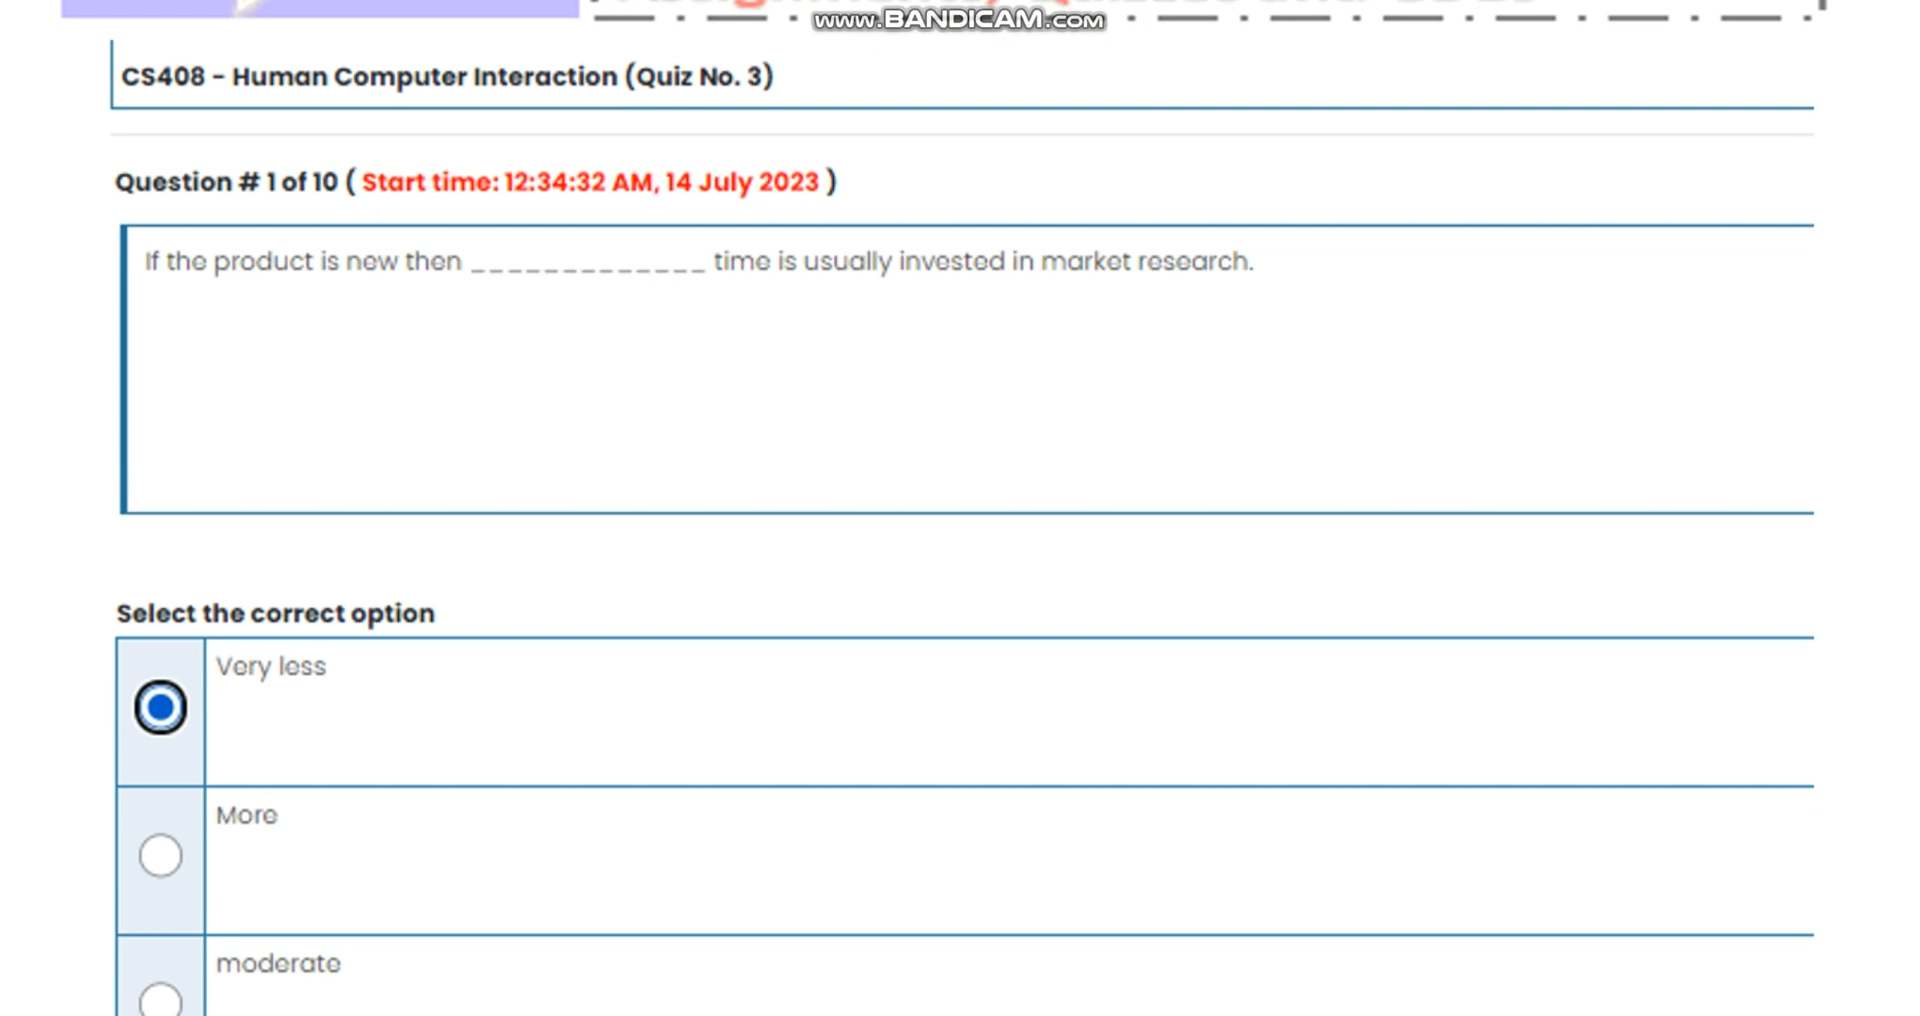 www.BANDICAM.com
CS408 - Human Computer Interaction (Quiz No. 3)
Question # 1 of 10 ( Start time: 12:34:32 AM, 14 July 2023 )
If the product is new then _____________ time is usually invested in market research.
Select the correct option
Very less
More
moderate